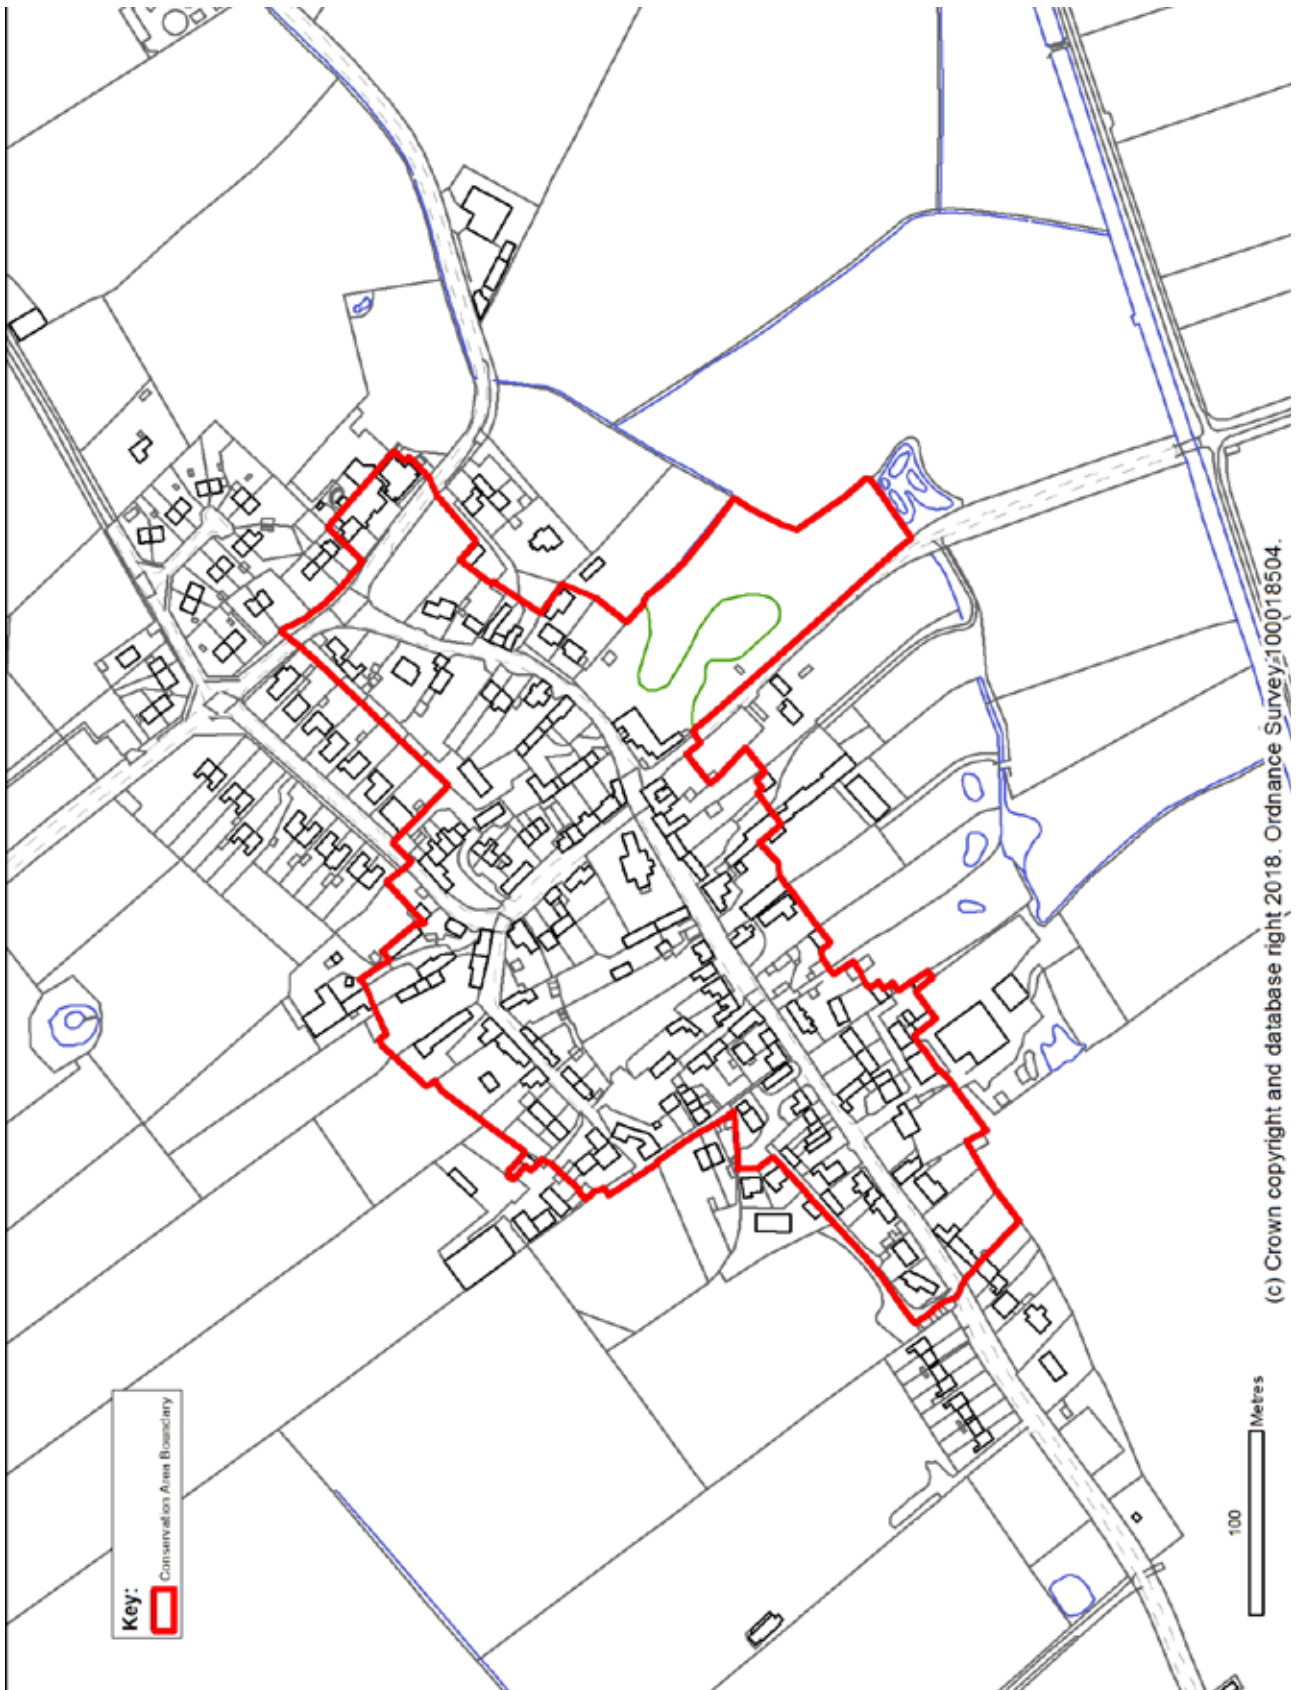 Key:
Conservation Area Boundary
100
Metres
(c) Crown copyright and database right 2018. Ordnance Survey 100018504.